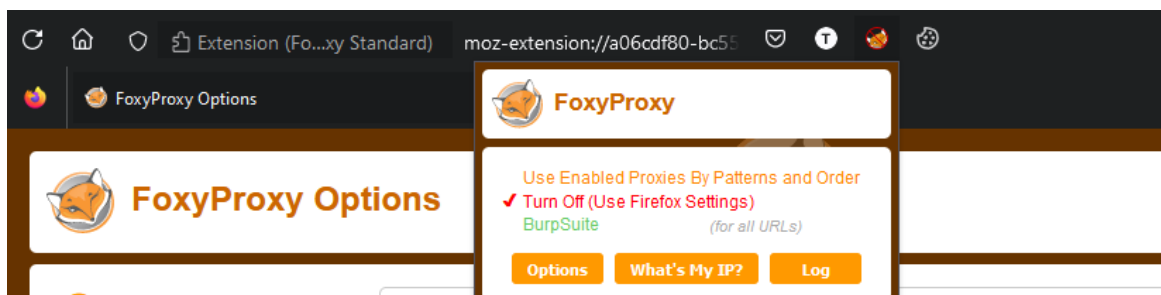 Extension (Fo...xy Standard) moz-extension://a06cdf80-bc55
T
FoxyProxy Options
FoxyProxy
FoxyProxy Options
Use Enabled Proxies By Patterns and Order
✔ Turn Off (Use Firefox Settings)
BurpSuite (for all URLs)
Options What's My IP? Log